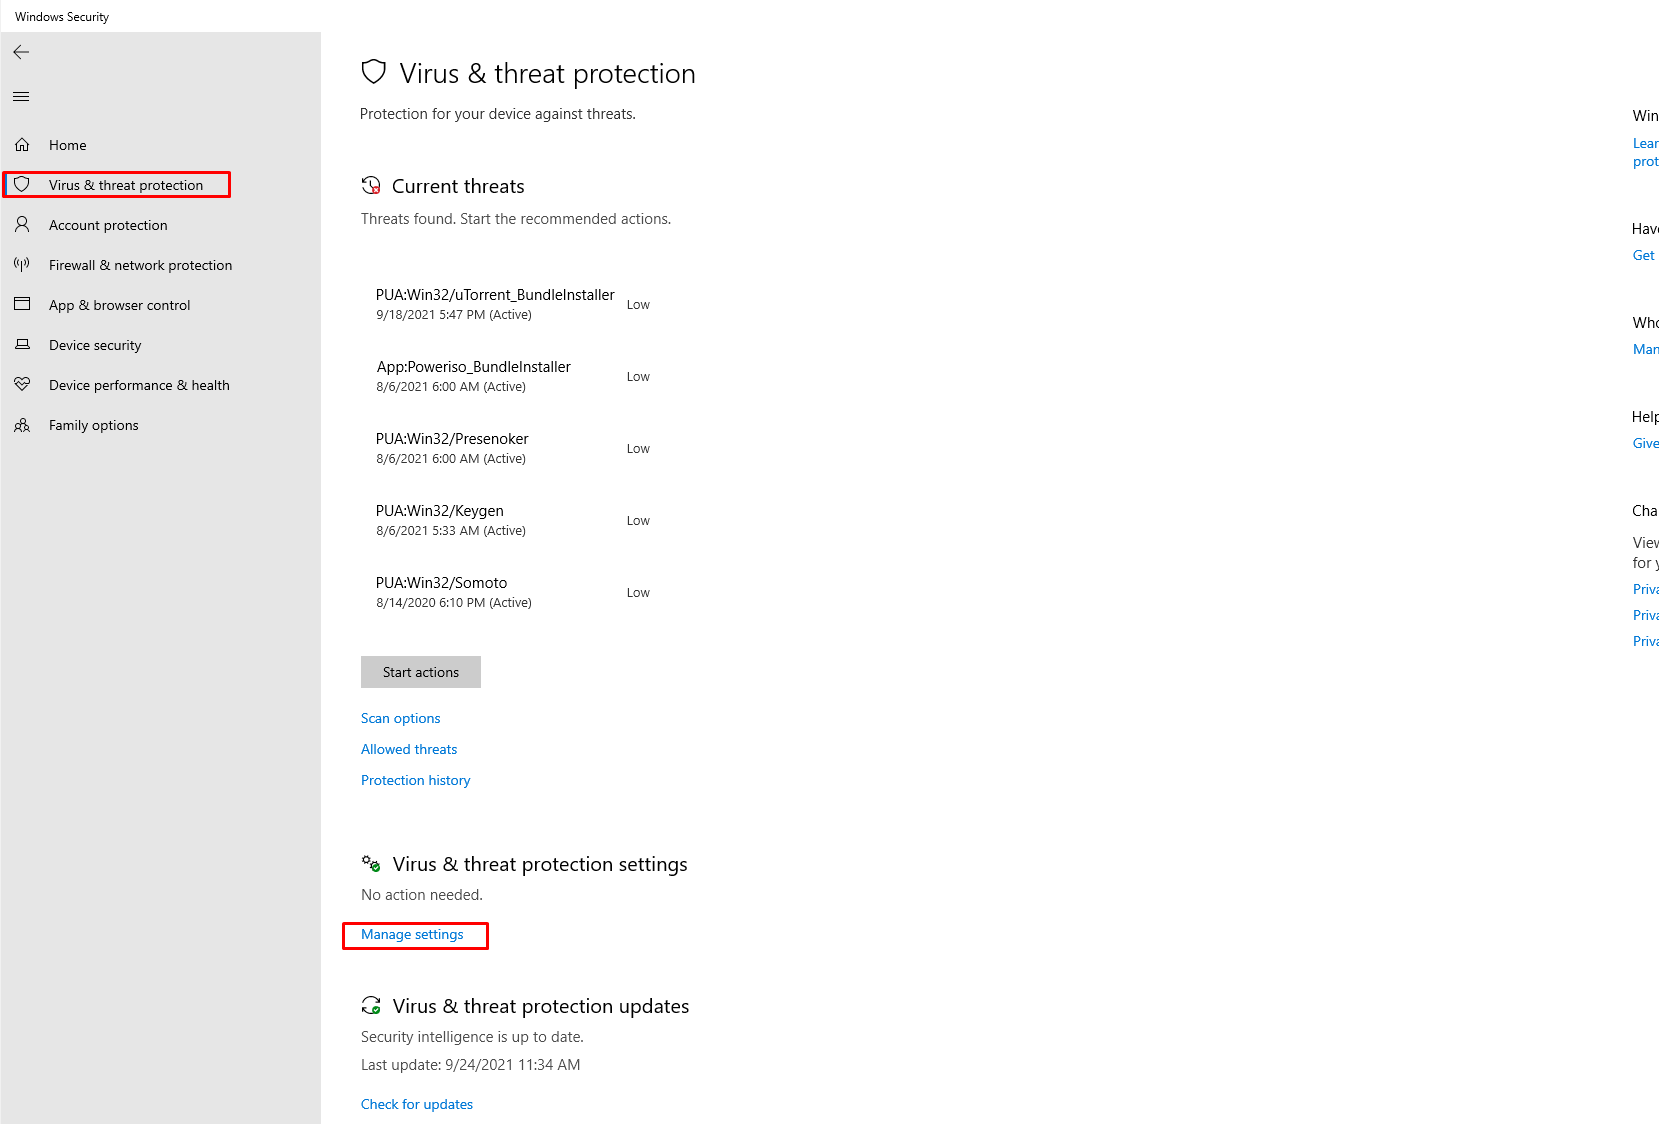 Windows Security
Home
Virus & threat protection
Account protection
Firewall & network protection
App & browser control
Device security
Device performance & health
Family options
Virus & threat protection
Protection for your device against threats.
Current threats
Threats found. Start the recommended actions.
PUA:Win32/uTorrent_BundleInstaller
9/18/2021 5:47 PM (Active)
Low
App:Poweriso_BundleInstaller
8/6/2021 6:00 AM (Active)
Low
PUA:Win32/Presenoker
8/6/2021 6:00 AM (Active)
Low
PUA:Win32/Keygen
8/6/2021 5:33 AM (Active)
Low
PUA:Win32/Somoto
8/14/2020 6:10 PM (Active)
Low
Start actions
Scan options
Allowed threats
Protection history
Virus & threat protection settings
No action needed.
Manage settings
Virus & threat protection updates
Security intelligence is up to date.
Last update: 9/24/2021 11:34 AM
Check for updates
Win
Lear
prot
Have
Get
Who
Man
Help
Give
Cha
View
for y
Priva
Priva
Priva